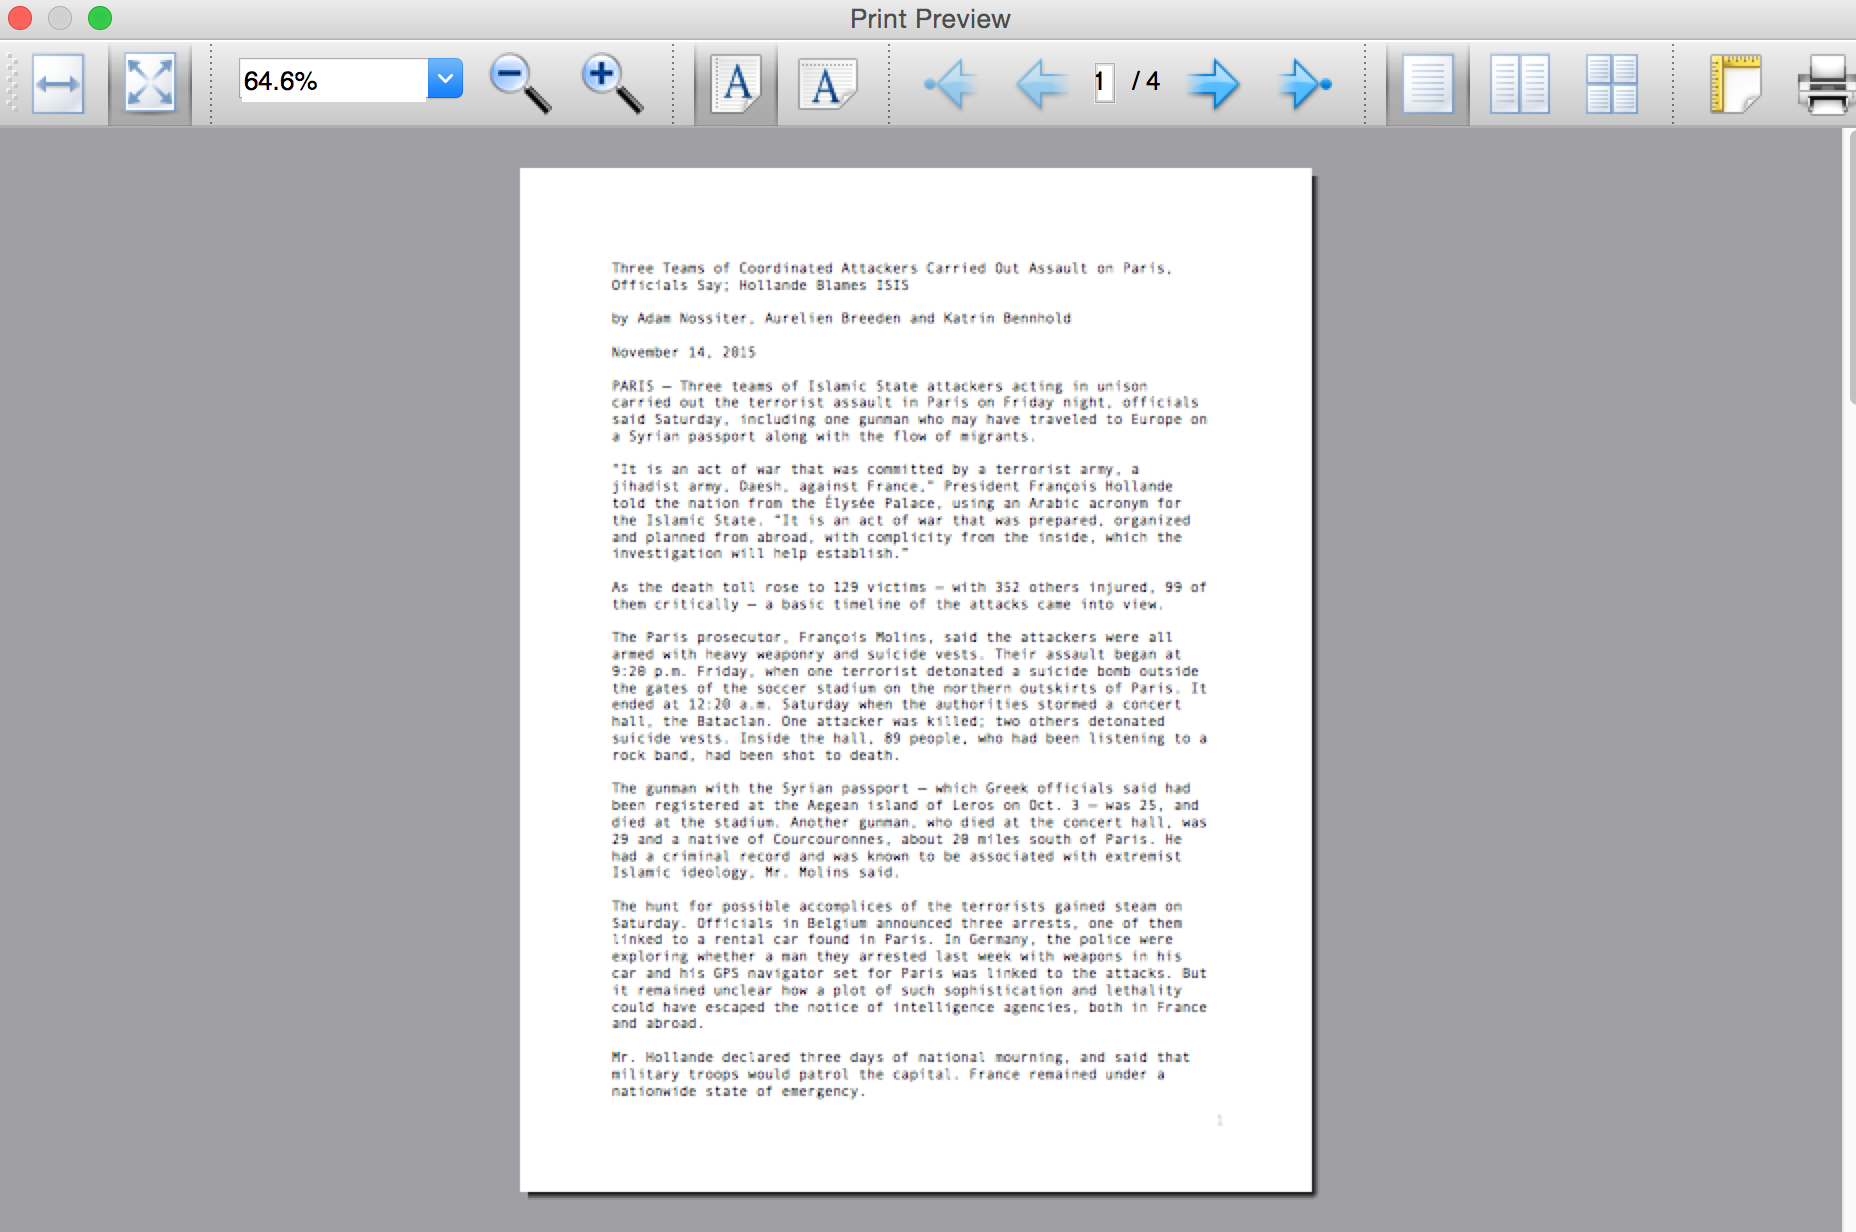 Print Preview
64.6%
A
A
1 / 4
Three Teams of Coordinated Attackers Carried Out Assault on Paris,
Officials Say; Hollande Blames ISIS
by Adam Nossiter, Aurelien Breeden and Katrin Bennhold
November 14, 2015
PARIS — Three teams of Islamic State attackers acting in unison
carried out the terrorist assault in Paris on Friday night, officials
said Saturday, including one gunman who may have traveled to Europe on
a Syrian passport along with the flow of migrants.
"It is an act of war that was committed by a terrorist army, a
jihadist army, Daesh, against France," President François Hollande
told the nation from the Élysée Palace, using an Arabic acronym for
the Islamic State. "It is an act of war that was prepared, organized
and planned from abroad, with complicity from the inside, which the
investigation will help establish."
As the death toll rose to 129 victims — with 352 others injured, 99 of
them critically — a basic timeline of the attacks came into view.
The Paris prosecutor, François Molins, said the attackers were all
armed with heavy weaponry and suicide vests. Their assault began at
9:20 p.m. Friday, when one terrorist detonated a suicide bomb outside
the gates of the soccer stadium on the northern outskirts of Paris. It
ended at 12:20 a.m. Saturday when the authorities stormed a concert
hall, the Bataclan. One attacker was killed; two others detonated
suicide vests. Inside the hall, 89 people, who had been listening to a
rock band, had been shot to death.
The gunman with the Syrian passport — which Greek officials said had
been registered at the Aegean island of Leros on Oct. 3 — was 25, and
died at the stadium. Another gunman, who died at the concert hall, was
29 and a native of Courcouronnes, about 20 miles south of Paris. He
had a criminal record and was known to be associated with extremist
Islamic ideology, Mr. Molins said.
The hunt for possible accomplices of the terrorists gained steam on
Saturday. Officials in Belgium announced three arrests, one of them
linked to a rental car found in Paris. In Germany, the police were
exploring whether a man they arrested last week with weapons in his
car and his GPS navigator set for Paris was linked to the attacks. But
it remained unclear how a plot of such sophistication and lethality
could have escaped the notice of intelligence agencies, both in France
and abroad.
Mr. Hollande declared three days of national mourning, and said that
military troops would patrol the capital. France remained under a
nationwide state of emergency.
1